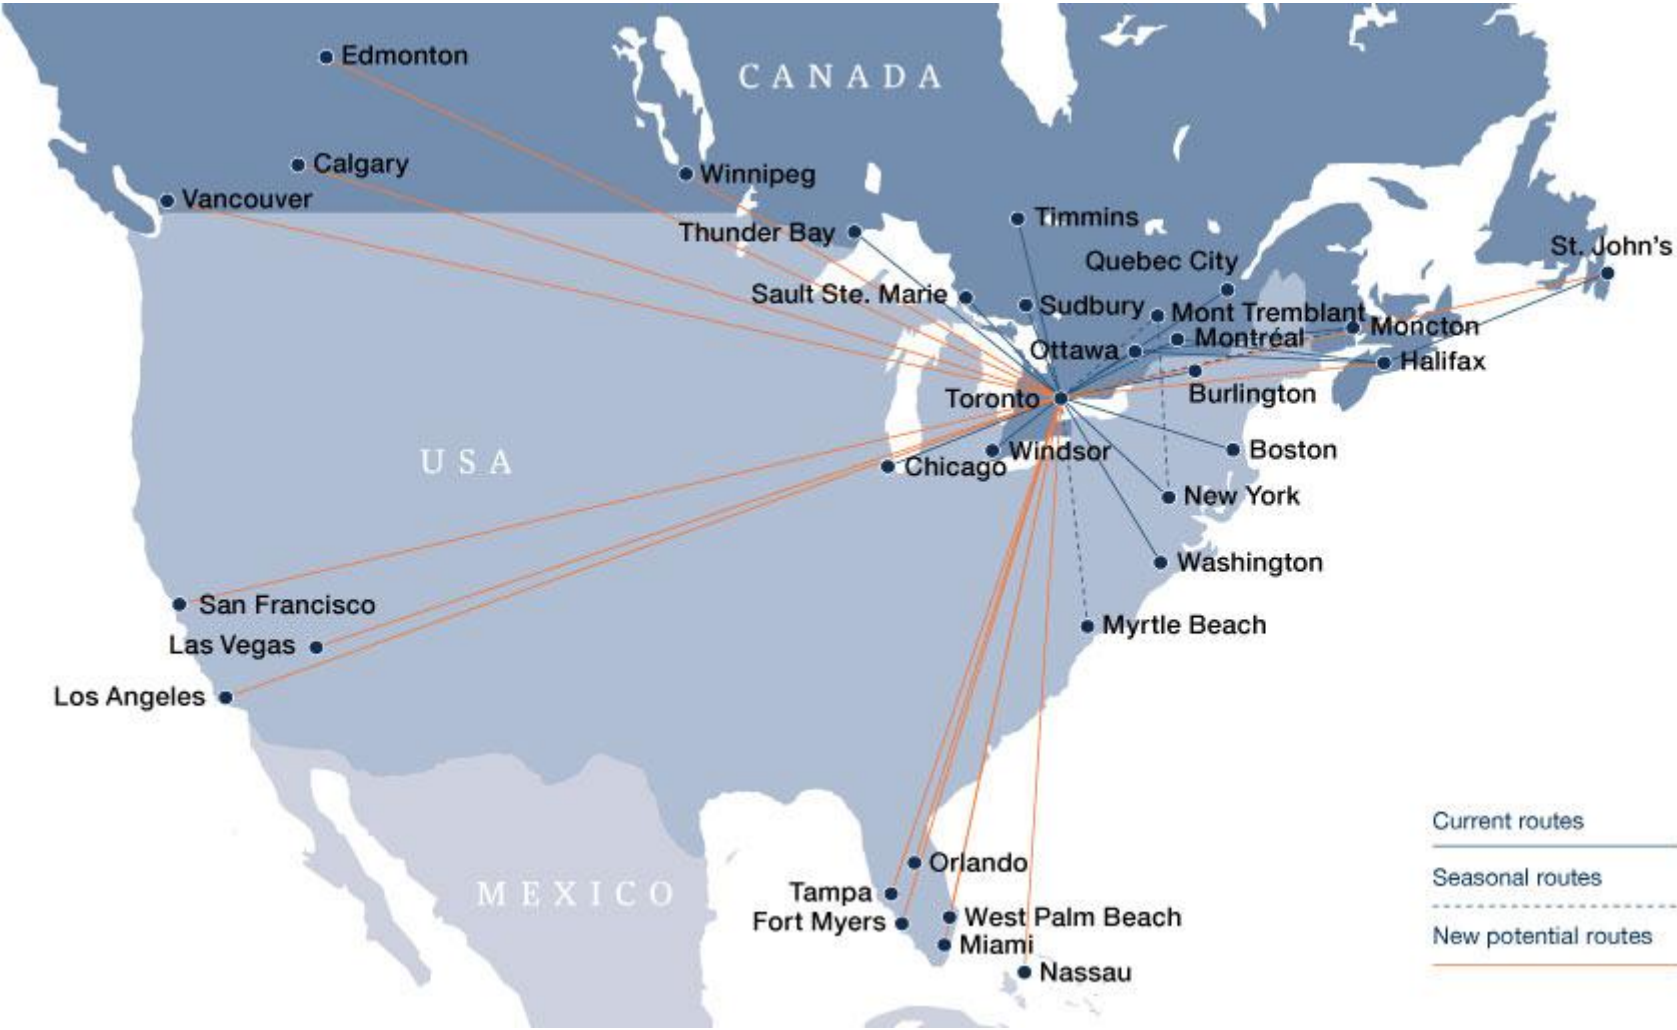 Edmonton
CANADA
Calgary
Winnipeg
Vancouver
Timmins
Thunder Bay
St. John's
Quebec City
Sault Ste. Marie
Sudbury
Mont Tremblant
Moncton
Montréal
Ottawa
Halifax
Toronto
Burlington
Windsor
Boston
USA
Chicago
New York
Washington
San Francisco
Myrtle Beach
Las Vegas
Los Angeles
Current routes
Orlando
Seasonal routes
Tampa
MEXICO
West Palm Beach
Fort Myers
New potential routes
Miami
Nassau